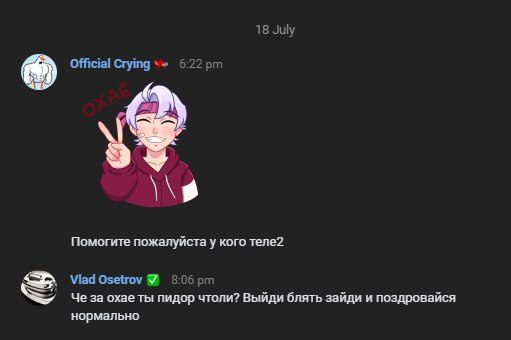 18 July
Official Crying 6:22 pm
ОХАЁ
Помогите пожалуйста у кого теле2
Vlad Osetrov ✅ 8:06 pm
Че за охае ты пидор чтоли? Выйди блять зайди и поздровайся
нормально